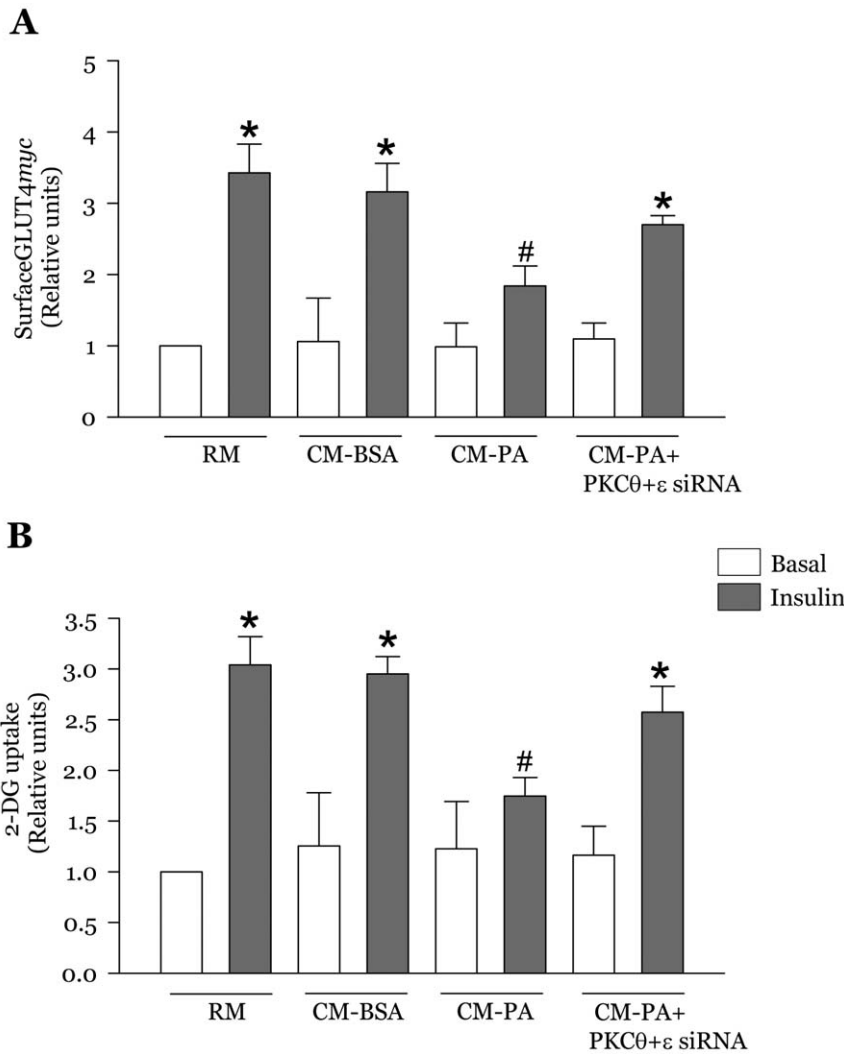 A
SurfaceGLUT4myc
(Relative units)
5
4
3
2
1
0
*
*
#
*
RM
CM-BSA
CM-PA
CM-PA+
PKCθ+ε siRNA
B
Basal
Insulin
2-DG uptake
(Relative units)
3.5
3.0
2.5
2.0
1.5
1.0
0.5
0.0
*
*
#
*
RM
CM-BSA
CM-PA
CM-PA+
PKCθ+ε siRNA